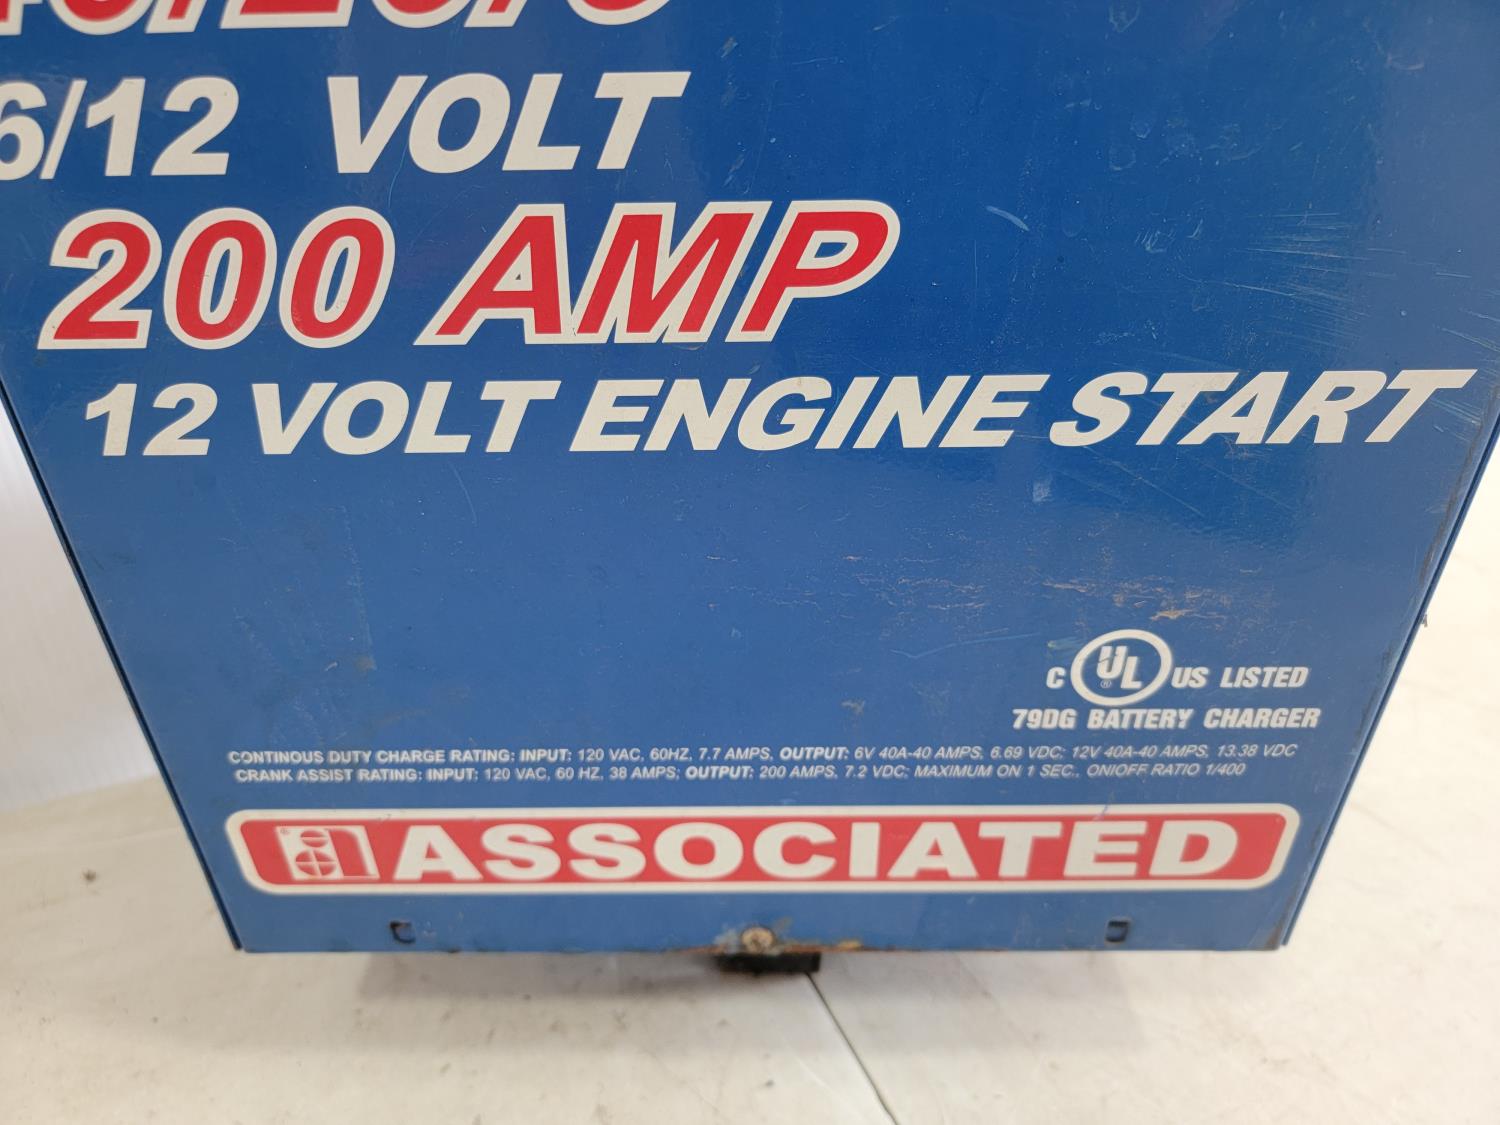 6/12 VOLT
200 AMP
12 VOLT ENGINE START
C UL® US LISTED
79DG BATTERY CHARGER
CONTINOUS DUTY CHARGE RATING: INPUT: 120 VAC, 60HZ, 7.7 AMPS, OUTPUT: 6V 40A-40 AMPS, 6.69 VDC; 12V 40A-40 AMPS, 13.38 VDC
CRANK ASSIST RATING: INPUT: 120 VAC, 60 HZ, 38 AMPS; OUTPUT: 200 AMPS, 7.2 VDC; MAXIMUM ON 1 SEC., ON/OFF RATIO 1/400
ASSOCIATED